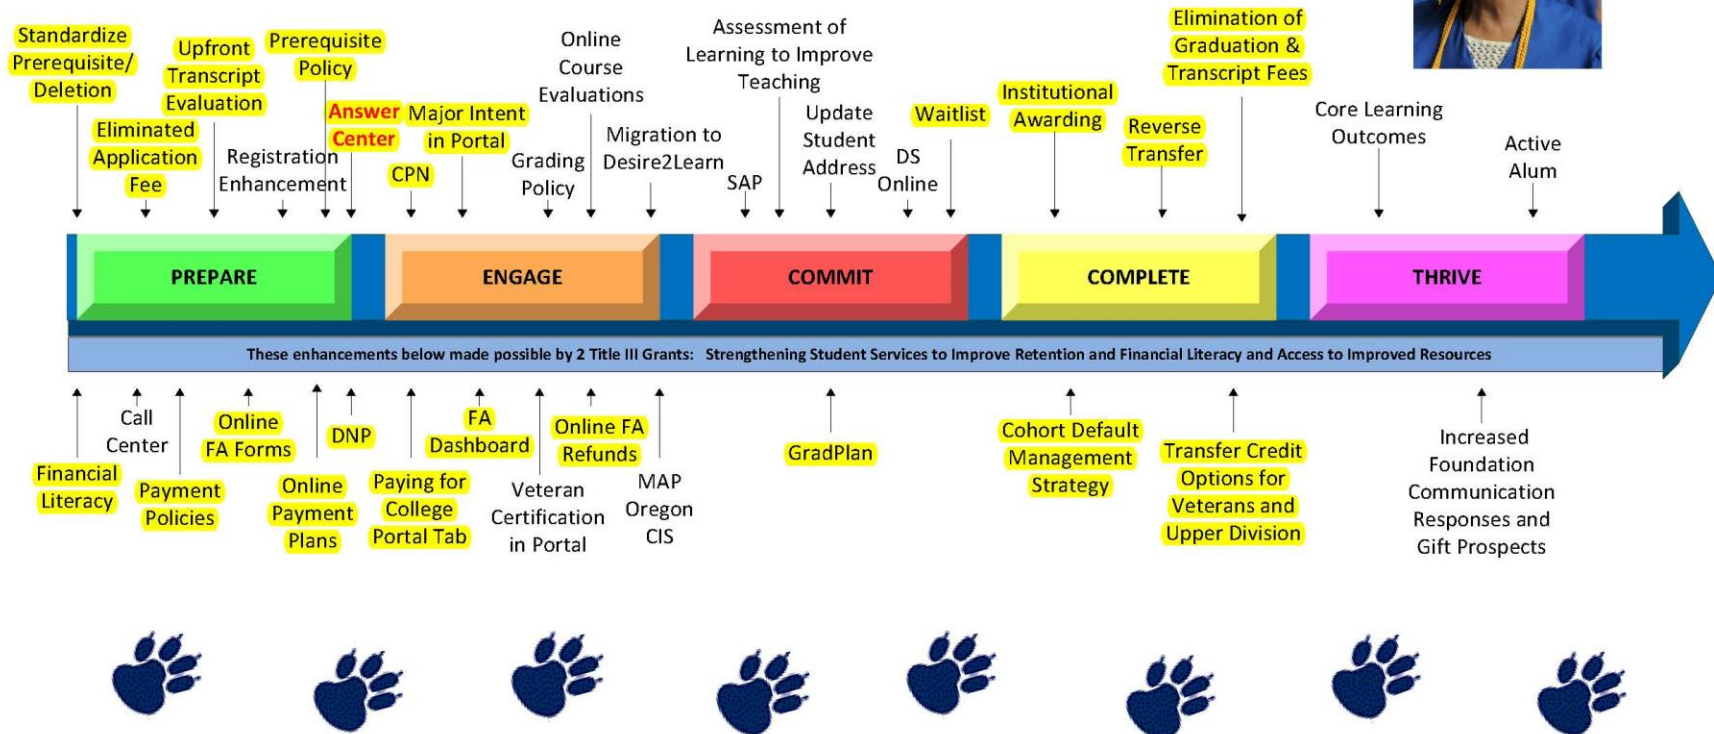 Standardize
Prerequisite/
Deletion
Eliminated
Application
Fee
Upfront
Transcript
Evaluation
Registration
Enhancement
Prerequisite
Policy
Answer
Center
CPN
Major Intent
in Portal
Grading
Policy
Online
Course
Evaluations
Migration to
Desire2Learn
SAP
Assessment of
Learning to Improve
Teaching
Update
Student
Address
DS
Online
Waitlist
Institutional
Awarding
Reverse
Transfer
Elimination of
Graduation &
Transcript Fees
Core Learning
Outcomes
Active
Alum
PREPARE
ENGAGE
COMMIT
COMPLETE
THRIVE
These enhancements below made possible by 2 Title III Grants: Strengthening Student Services to Improve Retention and Financial Literacy and Access to Improved Resources
Financial
Literacy
Call
Center
Payment
Policies
Online
FA Forms
Online
Payment
Plans
DNP
Paying for
College
Portal Tab
FA
Dashboard
Veteran
Certification
in Portal
Online FA
Refunds
MAP
Oregon
CIS
GradPlan
Cohort Default
Management
Strategy
Transfer Credit
Options for
Veterans and
Upper Division
Increased
Foundation
Communication
Responses and
Gift Prospects